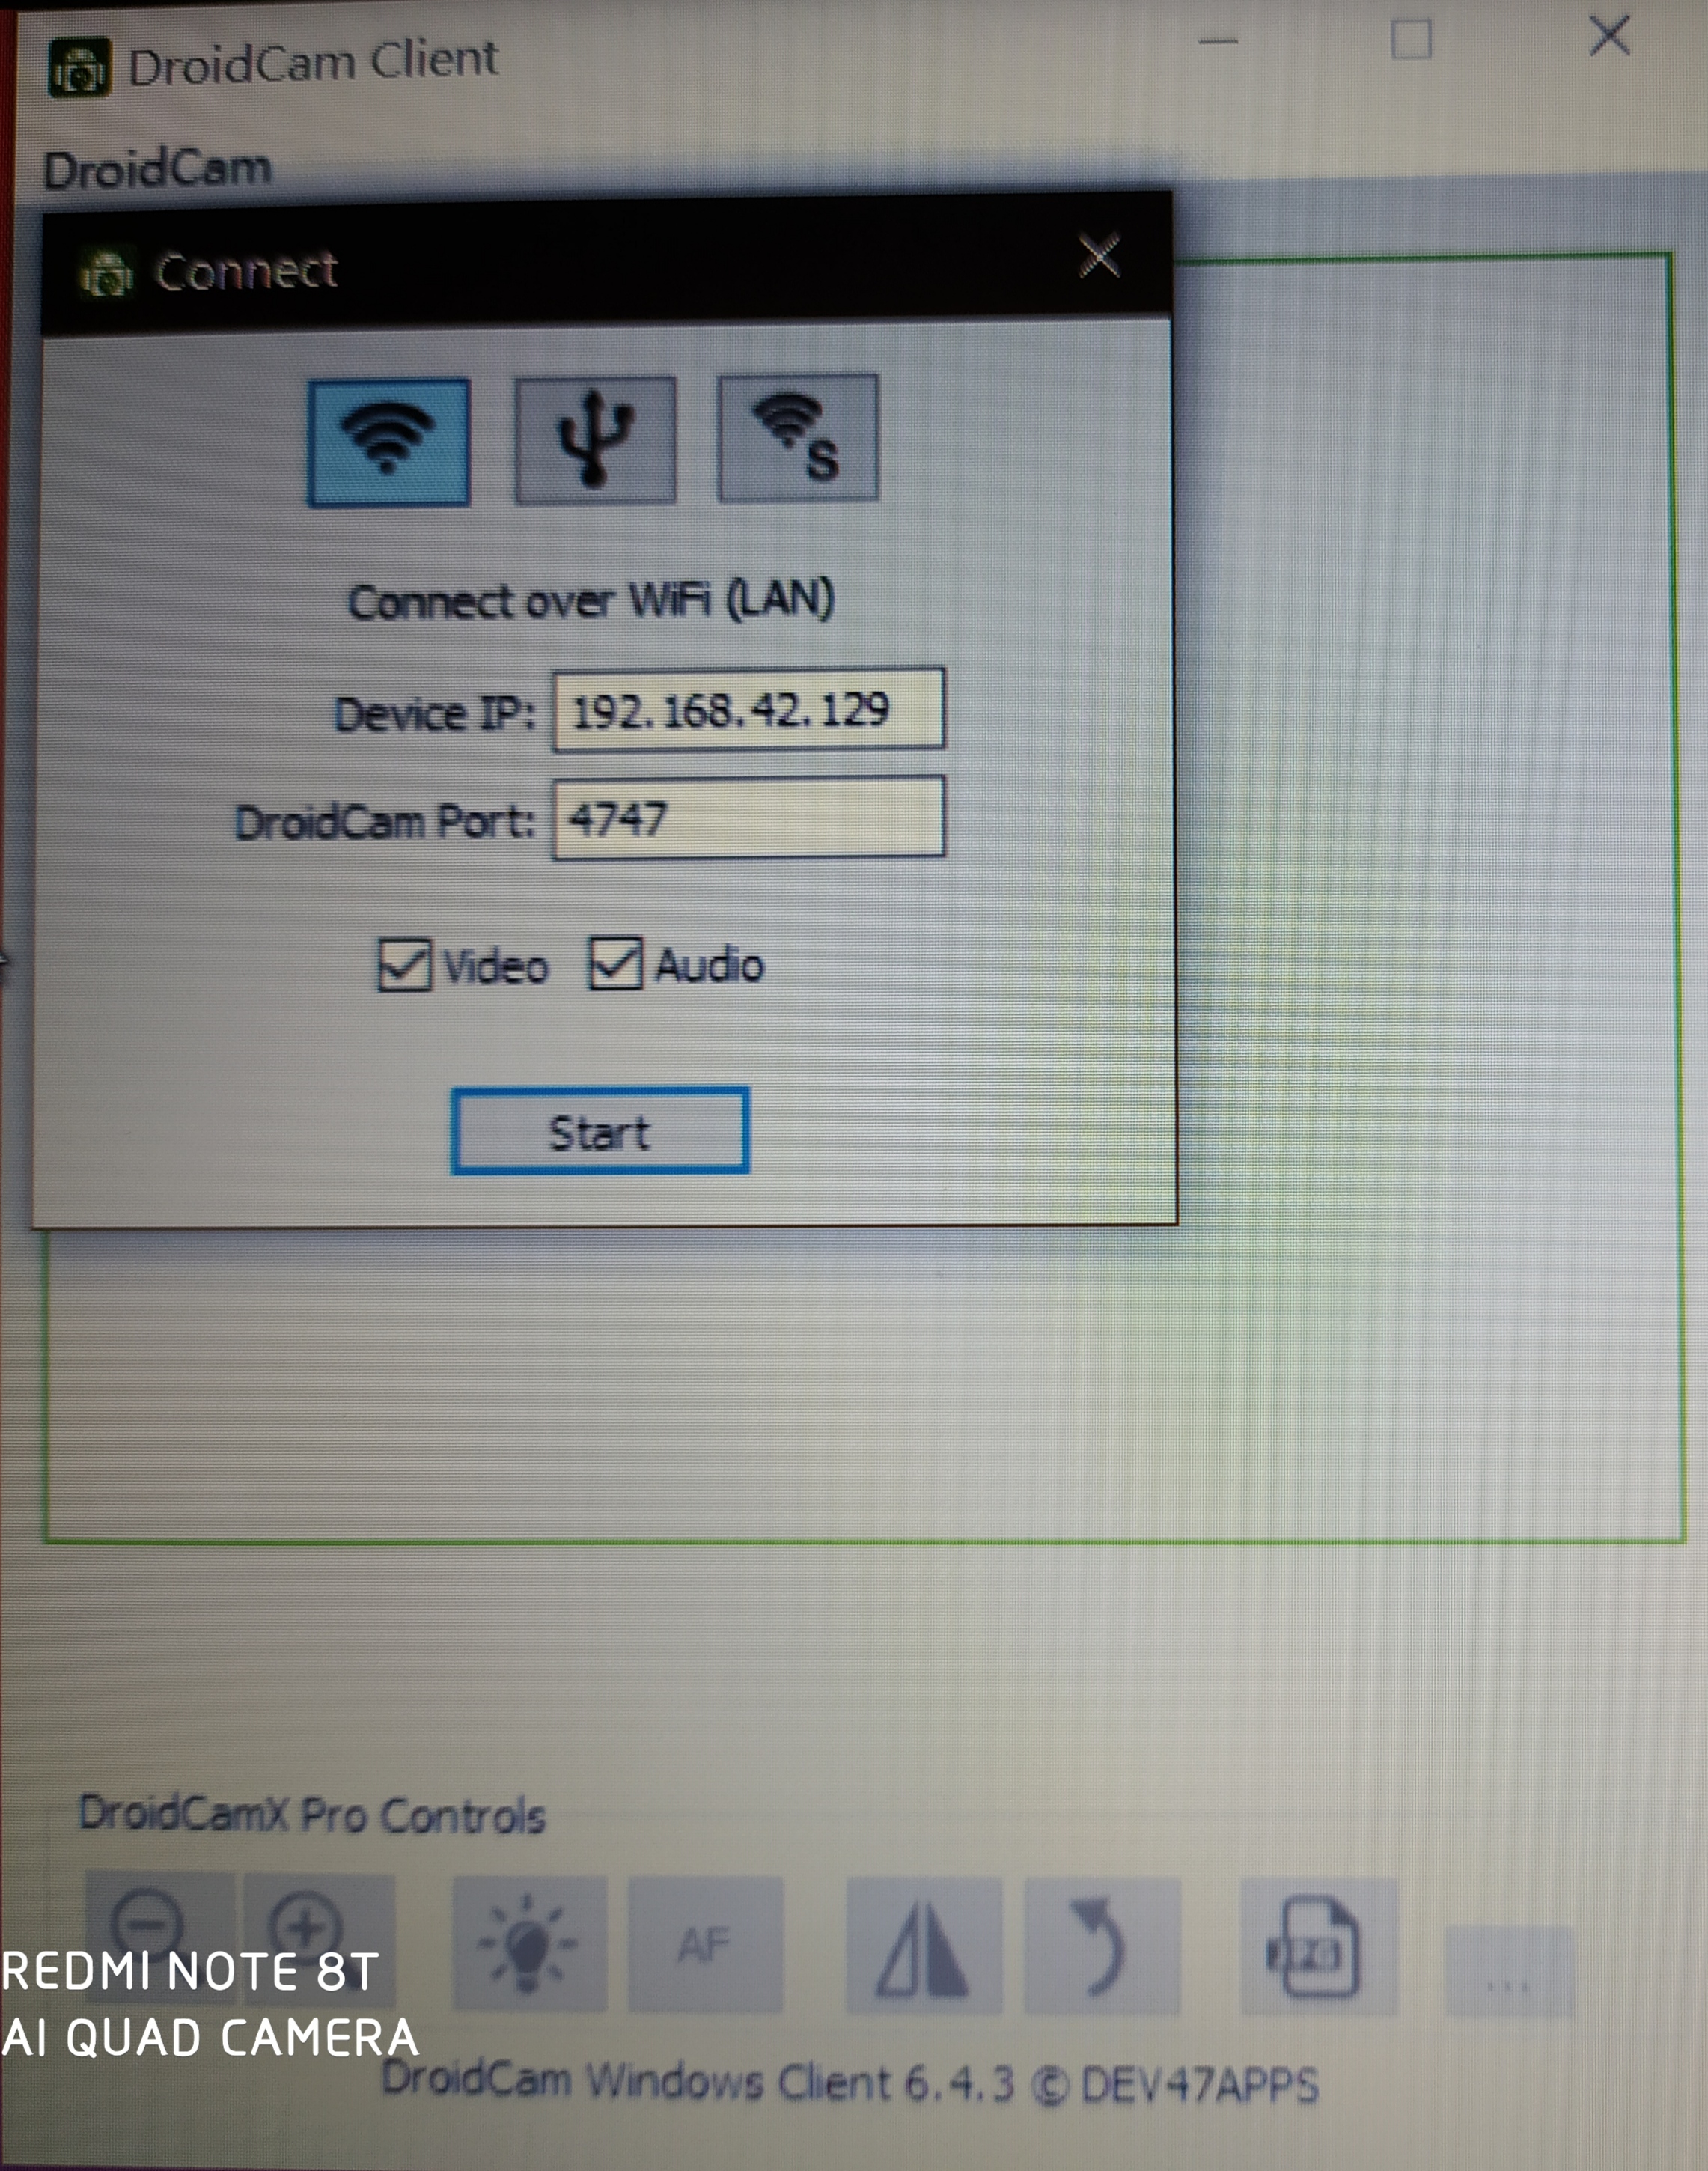 DroidCam Client
DroidCam
Connect
S
Connect over WiFi (LAN)
Device IP: 192.168.42.129
DroidCam Port: 4747
Video Audio
Start
DroidCamX Pro Controls
AF
...
REDMI NOTE 8T
AI QUAD CAMERA
DroidCam Windows Client 6.4.3 © DEV47APPS